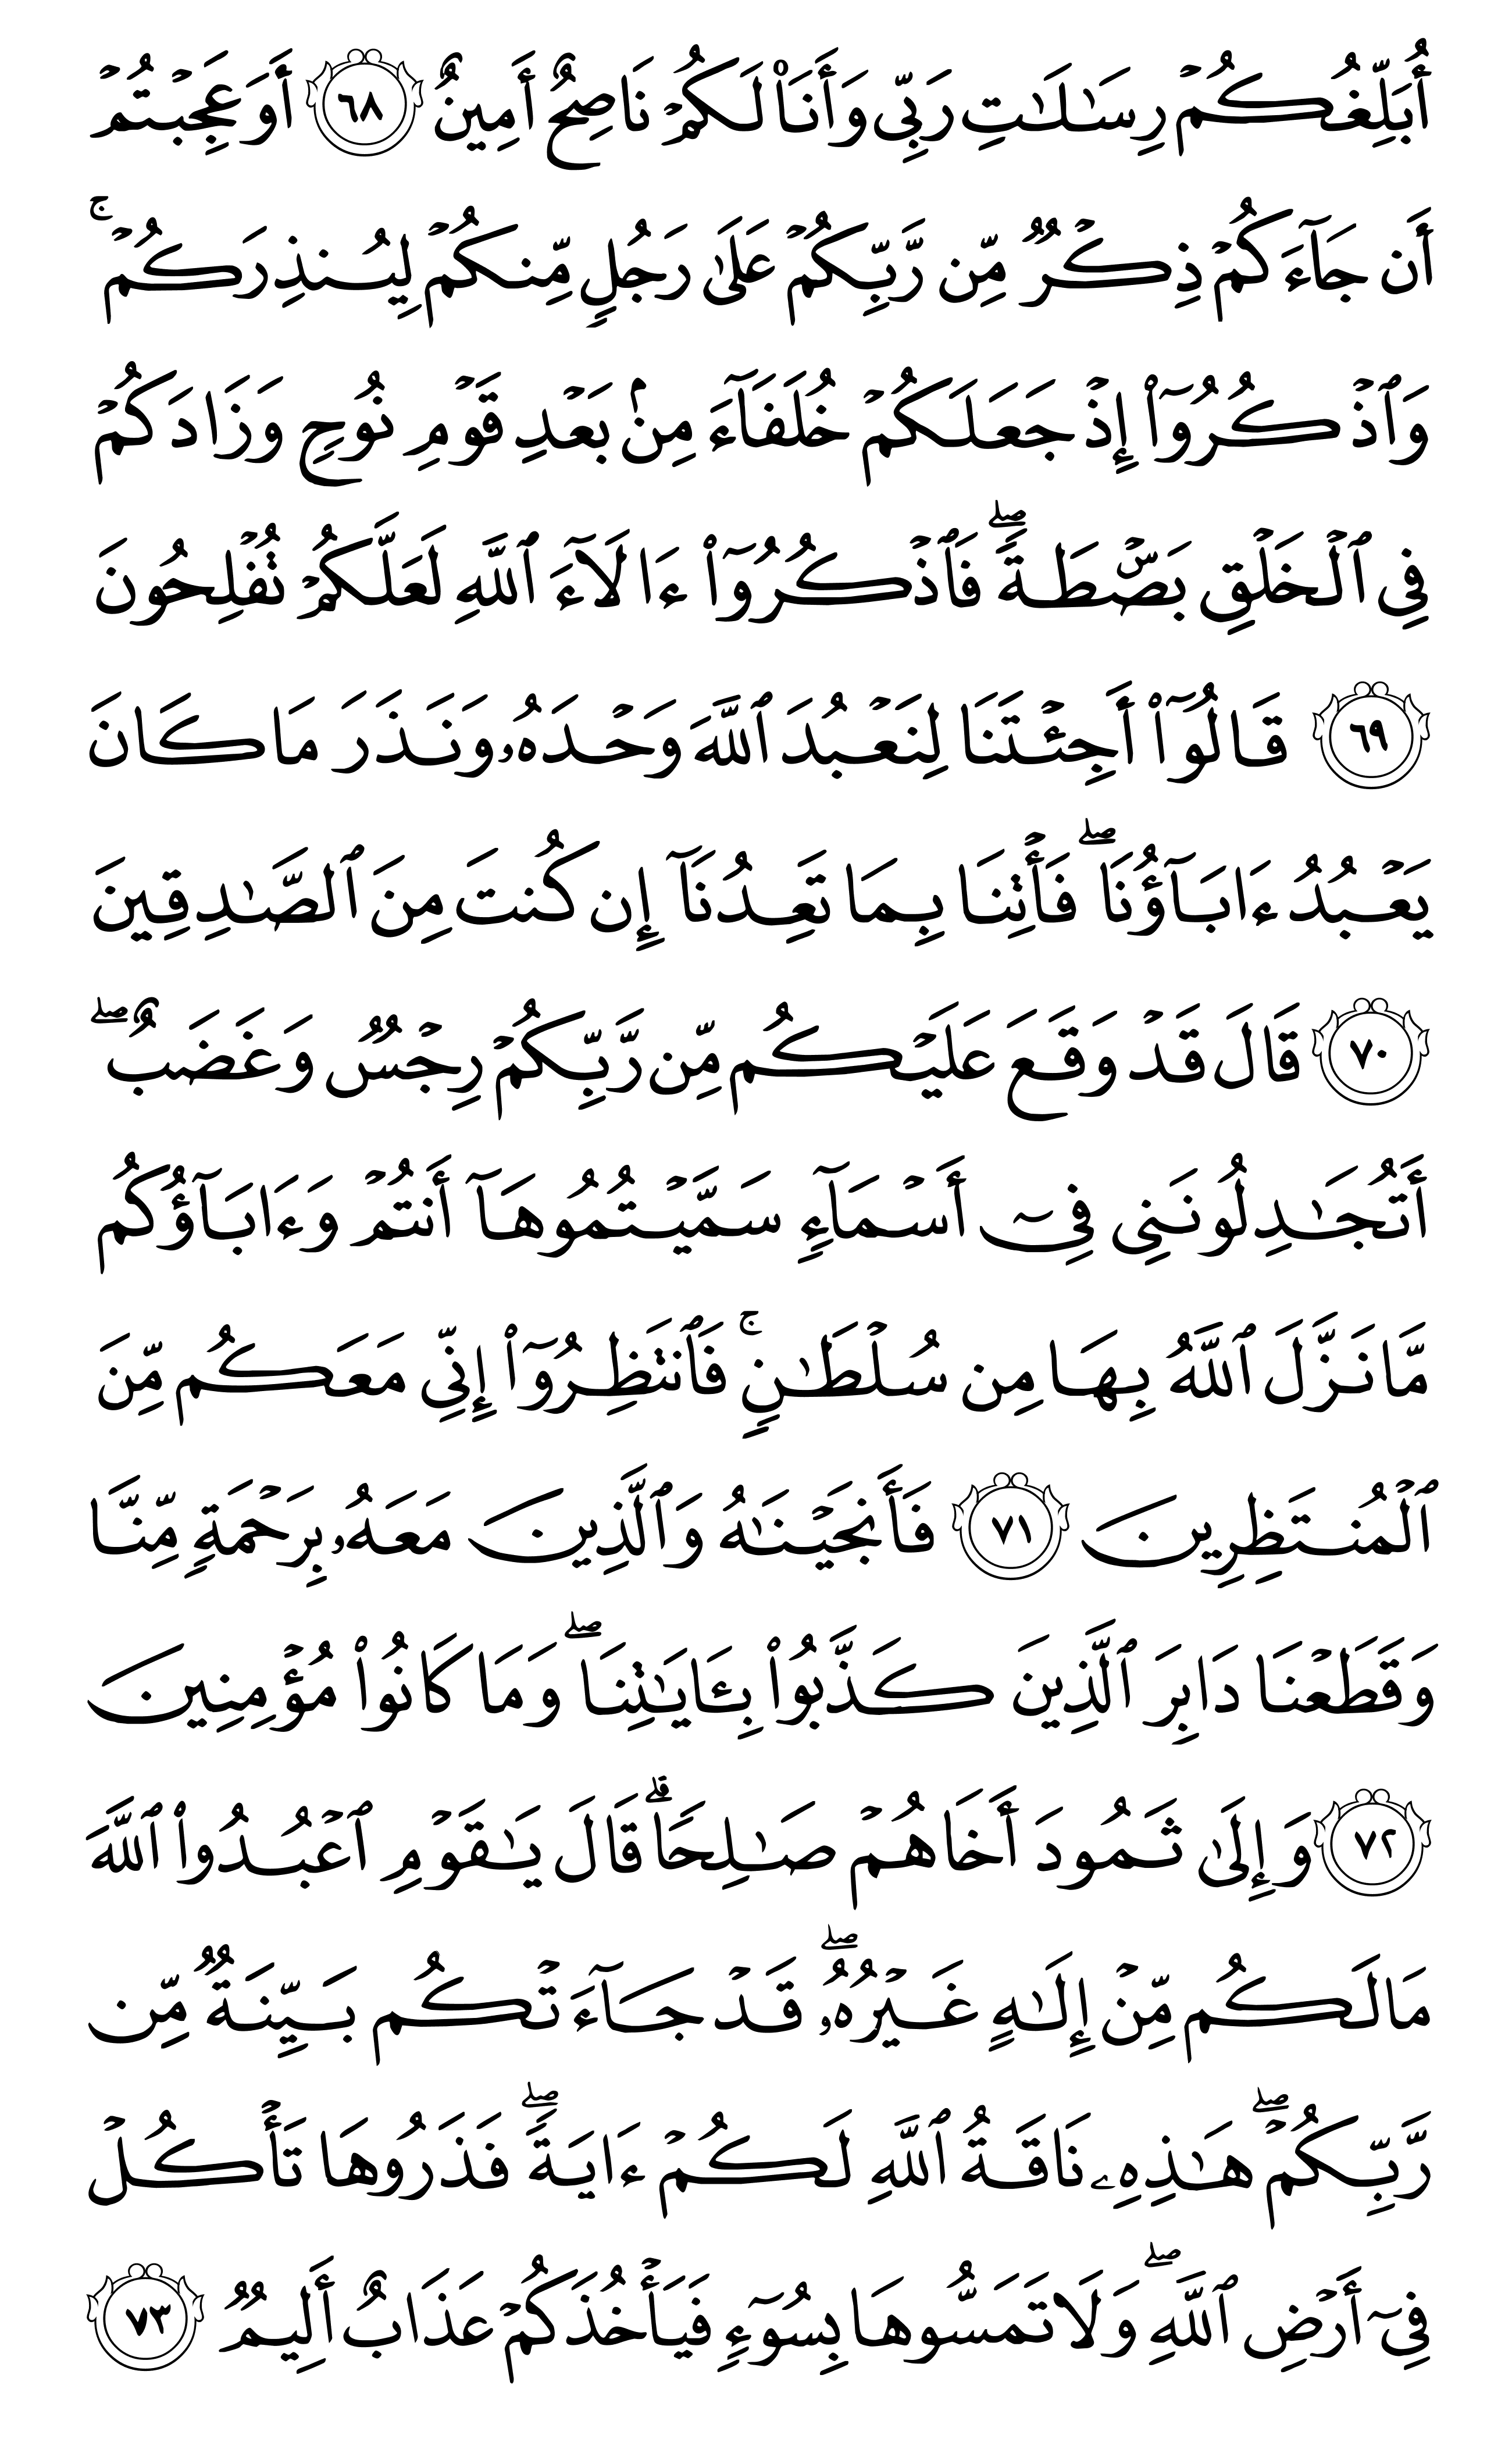 أُبَلِّغُكُمۡ رِسَٰلَٰتِ رَبِّي وَأَنَا۠ لَكُمۡ نَاصِحٌ أَمِينٌ ٦٨ أَوَعَجِبۡتُمۡ
أَن جَآءَكُمۡ ذِكۡرٞ مِّن رَّبِّكُمۡ عَلَىٰ رَجُلٖ مِّنكُمۡ لِيُنذِرَكُمۡۚ
وَٱذۡكُرُوٓاْ إِذۡ جَعَلَكُمۡ خُلَفَآءَ مِنۢ بَعۡدِ قَوۡمِ نُوحٖ وَزَادَكُمۡ
فِي ٱلۡخَلۡقِ بَصۜۡطَةٗۖ فَٱذۡكُرُوٓاْ ءَالَآءَ ٱللَّهِ لَعَلَّكُمۡ تُفۡلِحُونَ
٦٩ قَالُوٓاْ أَجِئۡتَنَا لِنَعۡبُدَ ٱللَّهَ وَحۡدَهُۥ وَنَذَرَ مَا كَانَ
يَعۡبُدُ ءَابَآؤُنَا ۖ فَأۡتِنَا بِمَا تَعِدُنَآ إِن كُنتَ مِنَ ٱلصَّٰدِقِينَ
٧٠ قَالَ قَدۡ وَقَعَ عَلَيۡكُم مِّن رَّبِّكُمۡ رِجۡسٞ وَغَضَبٌۖ
أَتُجَٰدِلُونَنِي فِيٓ أَسۡمَآءٖ سَمَّيۡتُمُوهَآ أَنتُمۡ وَءَابَآؤُكُم
مَّا نَزَّلَ ٱللَّهُ بِهَا مِن سُلۡطَٰنٖۚ فَٱنتَظِرُوٓاْ إِنِّي مَعَكُم مِّنَ
ٱلۡمُنتَظِرِينَ ٧١ فَأَنجَيۡنَٰهُ وَٱلَّذِينَ مَعَهُۥ بِرَحۡمَةٖ مِّنَّا
وَقَطَعۡنَا دَابِرَ ٱلَّذِينَ كَذَّبُواْ بِـَٔايَٰتِنَاۖ وَمَا كَانُواْ مُؤۡمِنِينَ
٧٢ وَإِلَىٰ ثَمُودَ أَخَاهُمۡ صَٰلِحٗاۚ قَالَ يَٰقَوۡمِ ٱعۡبُدُواْ ٱللَّهَ
مَا لَكُم مِّنۡ إِلَٰهٍ غَيۡرُهُۥۖ قَدۡ جَآءَتۡكُم بَيِّنَةٞ مِّن
رَّبِّكُمۡۖ هَٰذِهِۦ نَاقَةُ ٱللَّهِ لَكُمۡ ءَايَةٗۖ فَذَرُوهَا تَأۡكُلۡ
فِيٓ أَرۡضِ ٱللَّهِۖ وَلَا تَمَسُّوهَا بِسُوٓءٖ فَيَأۡخُذَكُمۡ عَذَابٌ أَلِيمٞ ٧٣